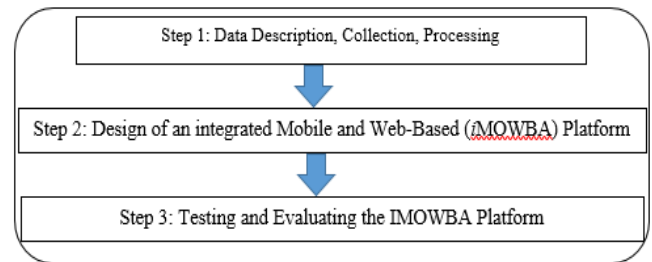 Step 1: Data Description, Collection, Processing
Step 2: Design of an integrated Mobile and Web-Based (iMOWBA) Platform
Step 3: Testing and Evaluating the IMOWBA Platform